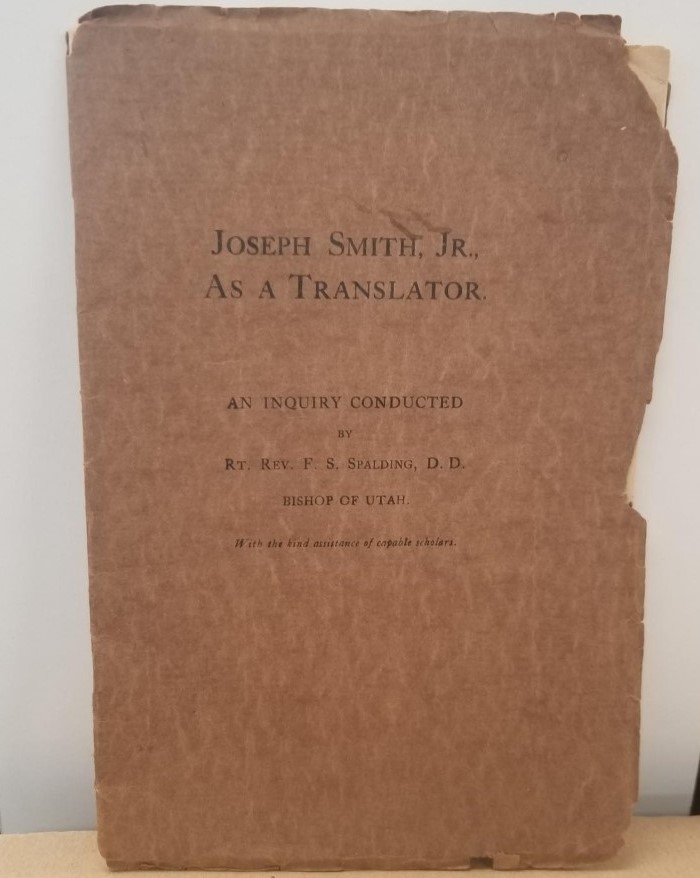 Joseph Smith, Jr.,
As a Translator.
AN INQUIRY CONDUCTED
BY
Rt. Rev. F. S. Spalding, D. D.
BISHOP OF UTAH.
With the kind assistance of capable scholars.